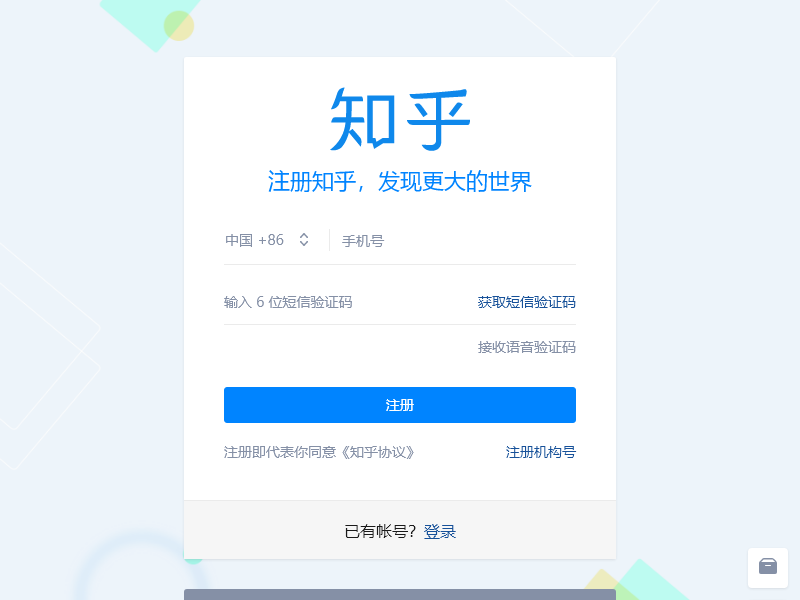 知乎
注册知乎，发现更大的世界
中国 +86 手机号
输入 6 位短信验证码 获取短信验证码
接收语音验证码
注册
注册即代表你同意《知乎协议》 注册机构号
已有帐号？登录